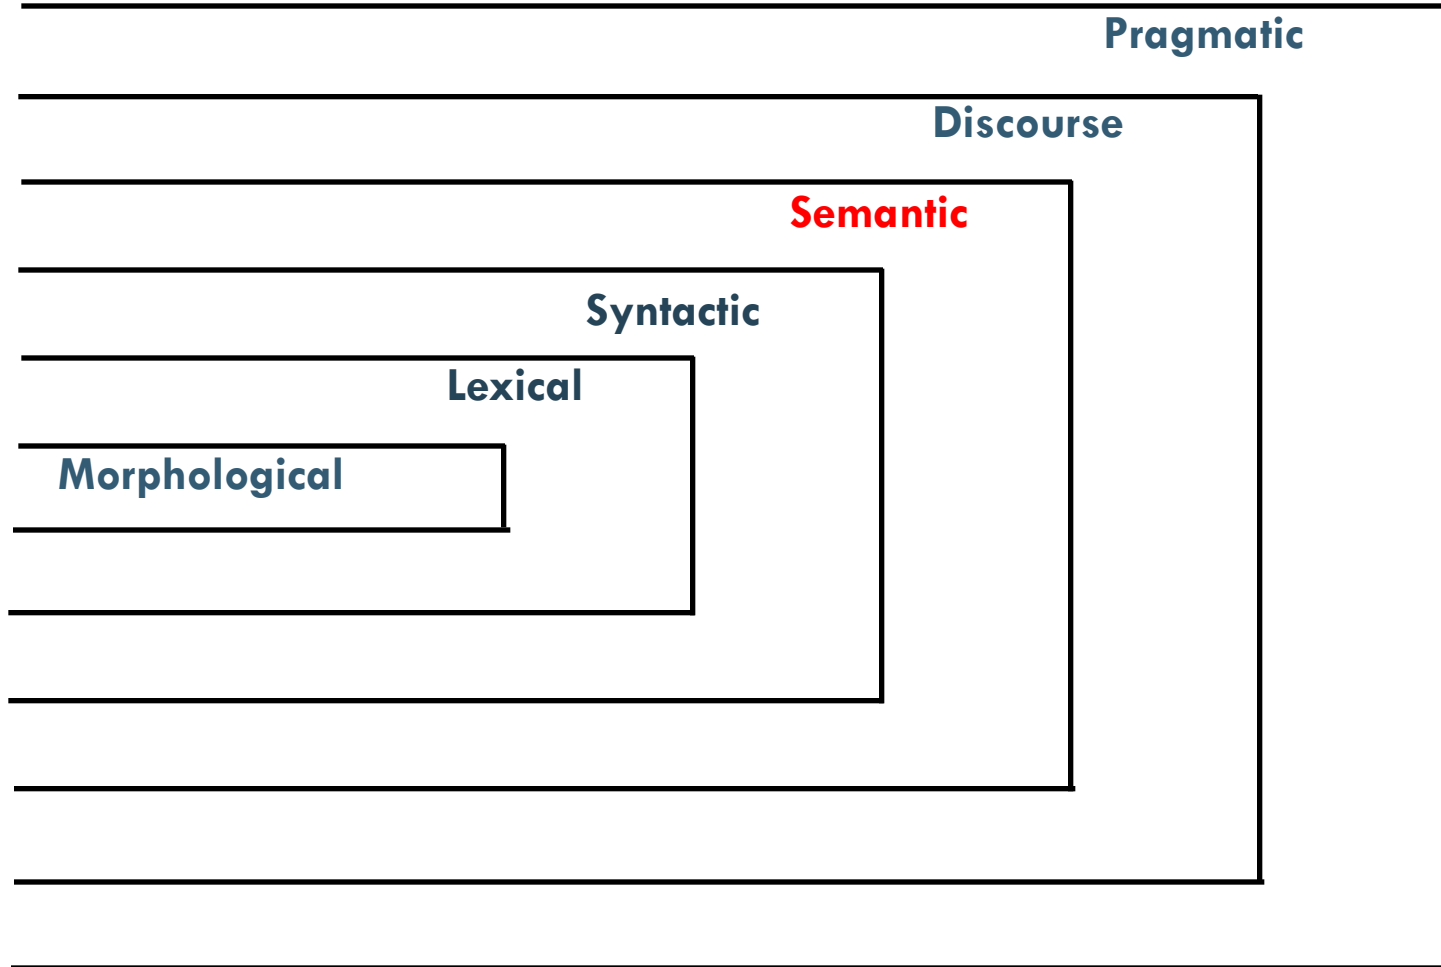 Pragmatic
Discourse
Semantic
Syntactic
Lexical
Morphological